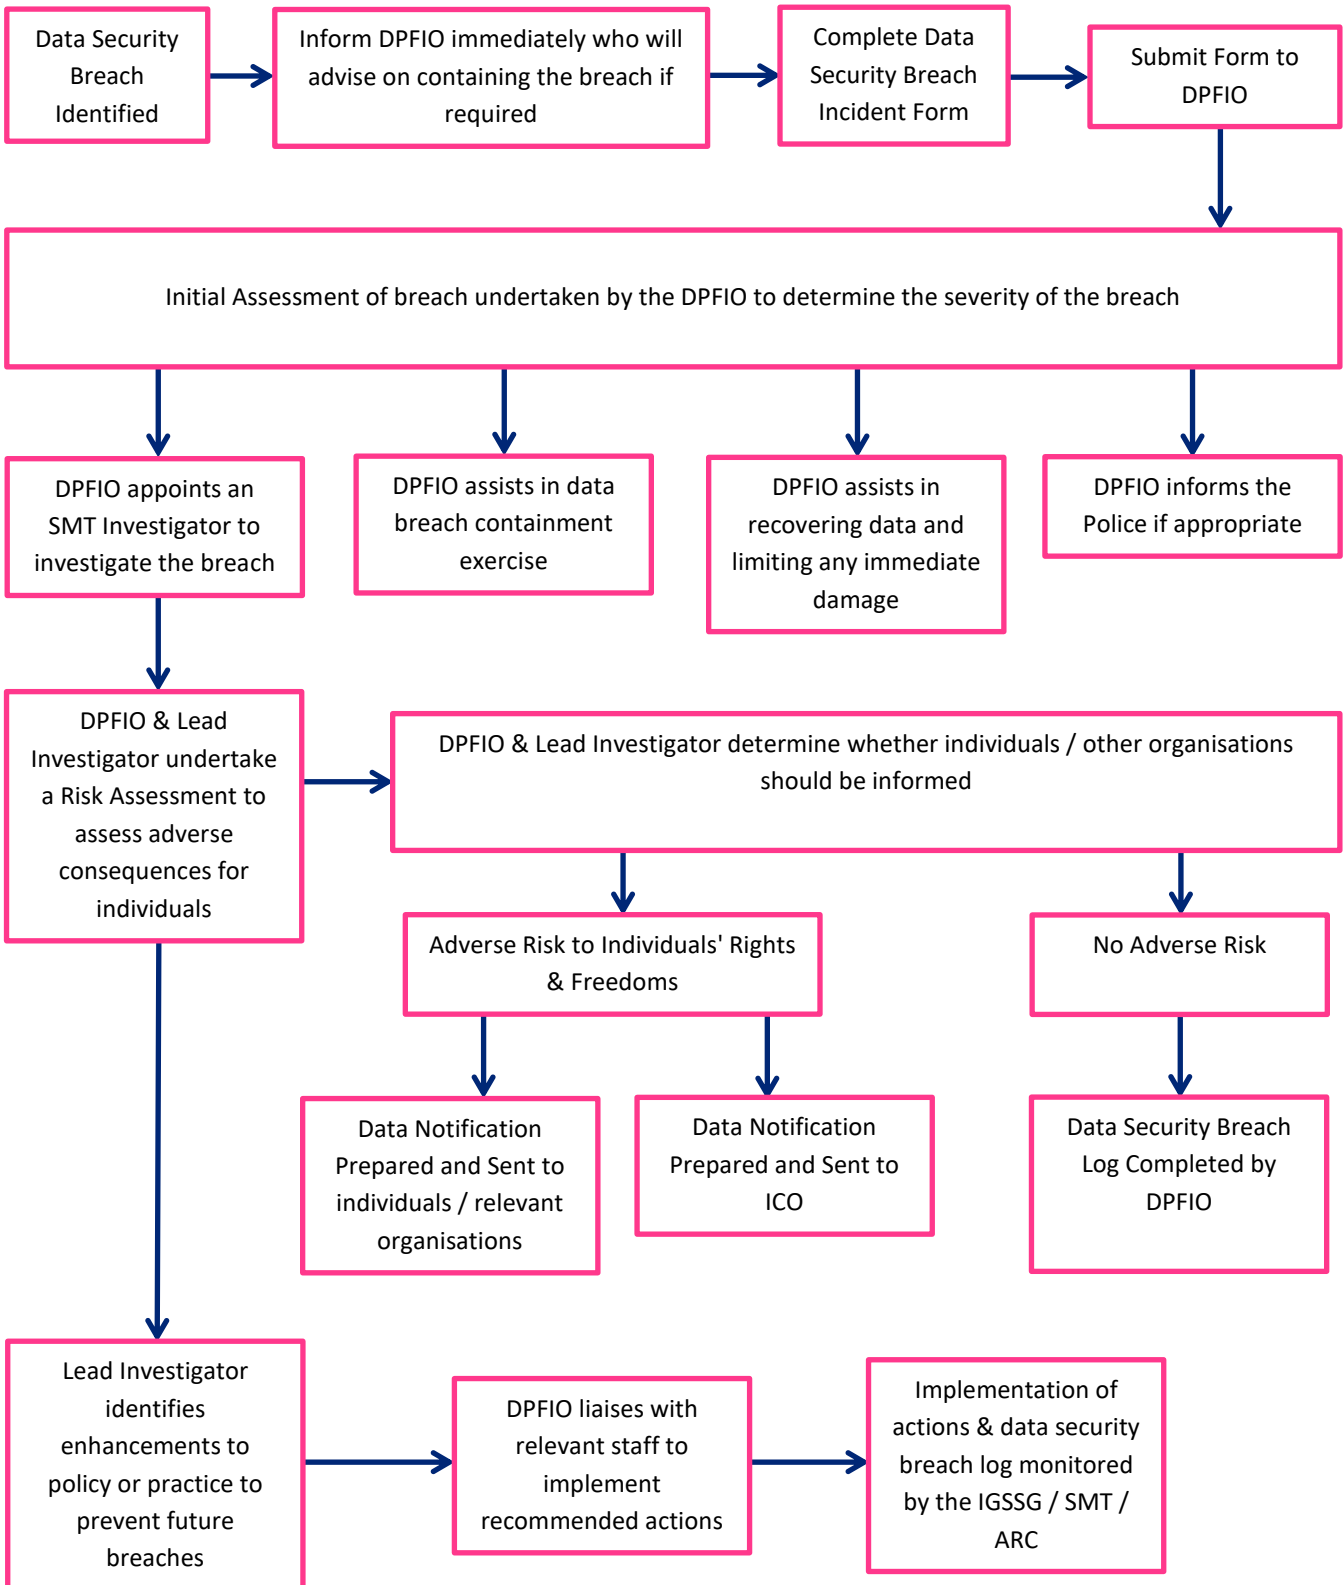 Data Security
Breach
Identified
Inform DPFIO immediately who will
advise on containing the breach if
required
Complete Data
Security Breach
Incident Form
Submit Form to
DPFIO
Initial Assessment of breach undertaken by the DPFIO to determine the severity of the breach
DPFIO appoints an
SMT Investigator to
investigate the breach
DPFIO assists in data
breach containment
exercise
DPFIO assists in
recovering data and
limiting any immediate
damage
DPFIO informs the
Police if appropriate
DPFIO & Lead
Investigator undertake
a Risk Assessment to
assess adverse
consequences for
individuals
DPFIO & Lead Investigator determine whether individuals / other organisations
should be informed
Adverse Risk to Individuals' Rights
& Freedoms
No Adverse Risk
Data Notification
Prepared and Sent to
individuals / relevant
organisations
Data Notification
Prepared and Sent to
ICO
Data Security Breach
Log Completed by
DPFIO
Lead Investigator
identifies
enhancements to
policy or practice to
prevent future
breaches
DPFIO liaises with
relevant staff to
implement
recommended actions
Implementation of
actions & data security
breach log monitored
by the IGSSG / SMT /
ARC